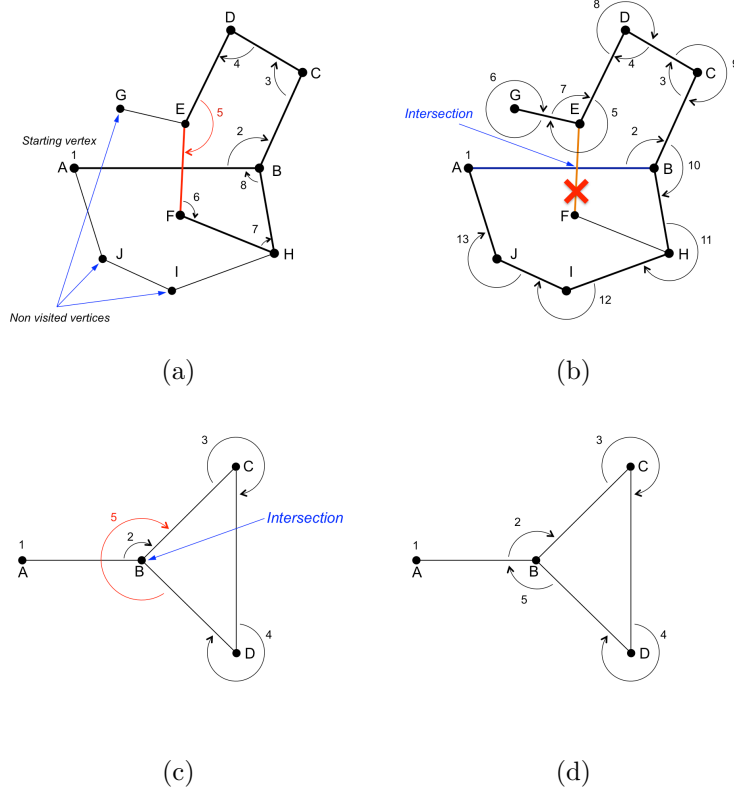 D
8
D
4
C
3
4
C
3
9
G
E
5
6
G
7
E
5
Starting vertex
Intersection
1
A
2
B
8
1
A
2
B
10
6
F
7
H
F
11
H
J
I
13
J
I
12
Non visited vertices
(a)
(b)
3
C
3
C
5
Intersection
1
2
1
2
A
B
A
B
5
4
D
4
D
(c)
(d)